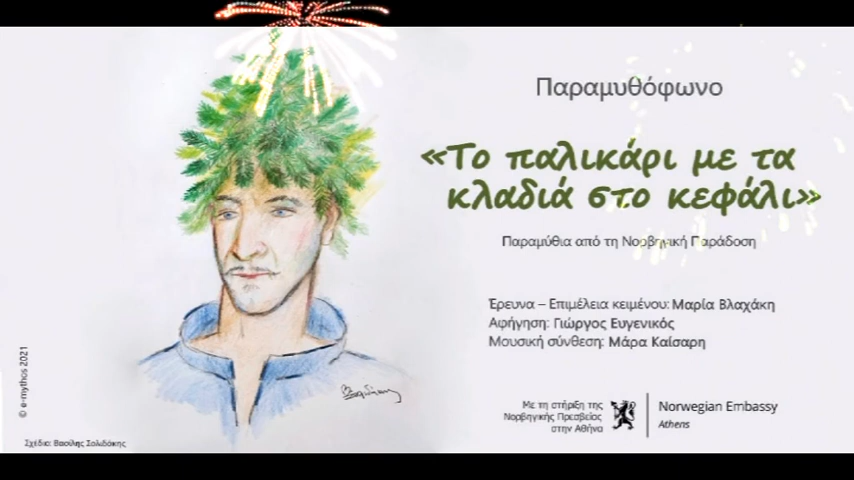 Παραμυθόφωνο
«Το παλικάρι με τα
κλαδιά στο κεφάλι»
Παραμύθια από τη Νορβηγική Παράδοση
Έρευνα – Επιμέλεια κειμένου: Μαρία Βλαχάκη
Αφήγηση: Γιώργος Ευγενικός
Μουσική σύνθεση: Μάρα Καίσαρη
Με τη στήριξη της
Νορβηγικής Πρεσβείας
στην Αθήνα
Norwegian Embassy
Athens
© e-mythos 2021
Σχέδιο: Βασίλης Σολιδάκης